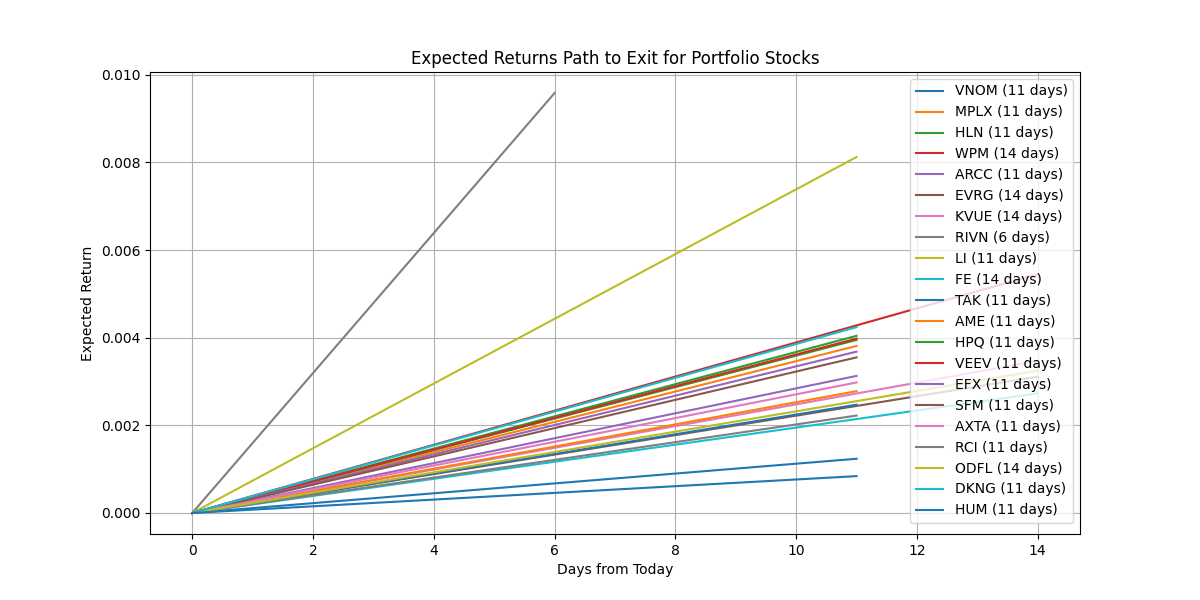 Expected Returns Path to Exit for Portfolio Stocks
Expected Return
0.010
0.008
0.006
0.004
0.002
0.000
0 2 4 6 8 10 12 14
Days from Today
VNOM (11 days)
MPLX (11 days)
HLN (11 days)
WPM (14 days)
ARCC (11 days)
EVRG (14 days)
KVUE (14 days)
RIVN (6 days)
LI (11 days)
FE (14 days)
TAK (11 days)
AME (11 days)
HPQ (11 days)
VEEV (11 days)
EFX (11 days)
SFM (11 days)
AXTA (11 days)
RCI (11 days)
ODFL (14 days)
DKNG (11 days)
HUM (11 days)